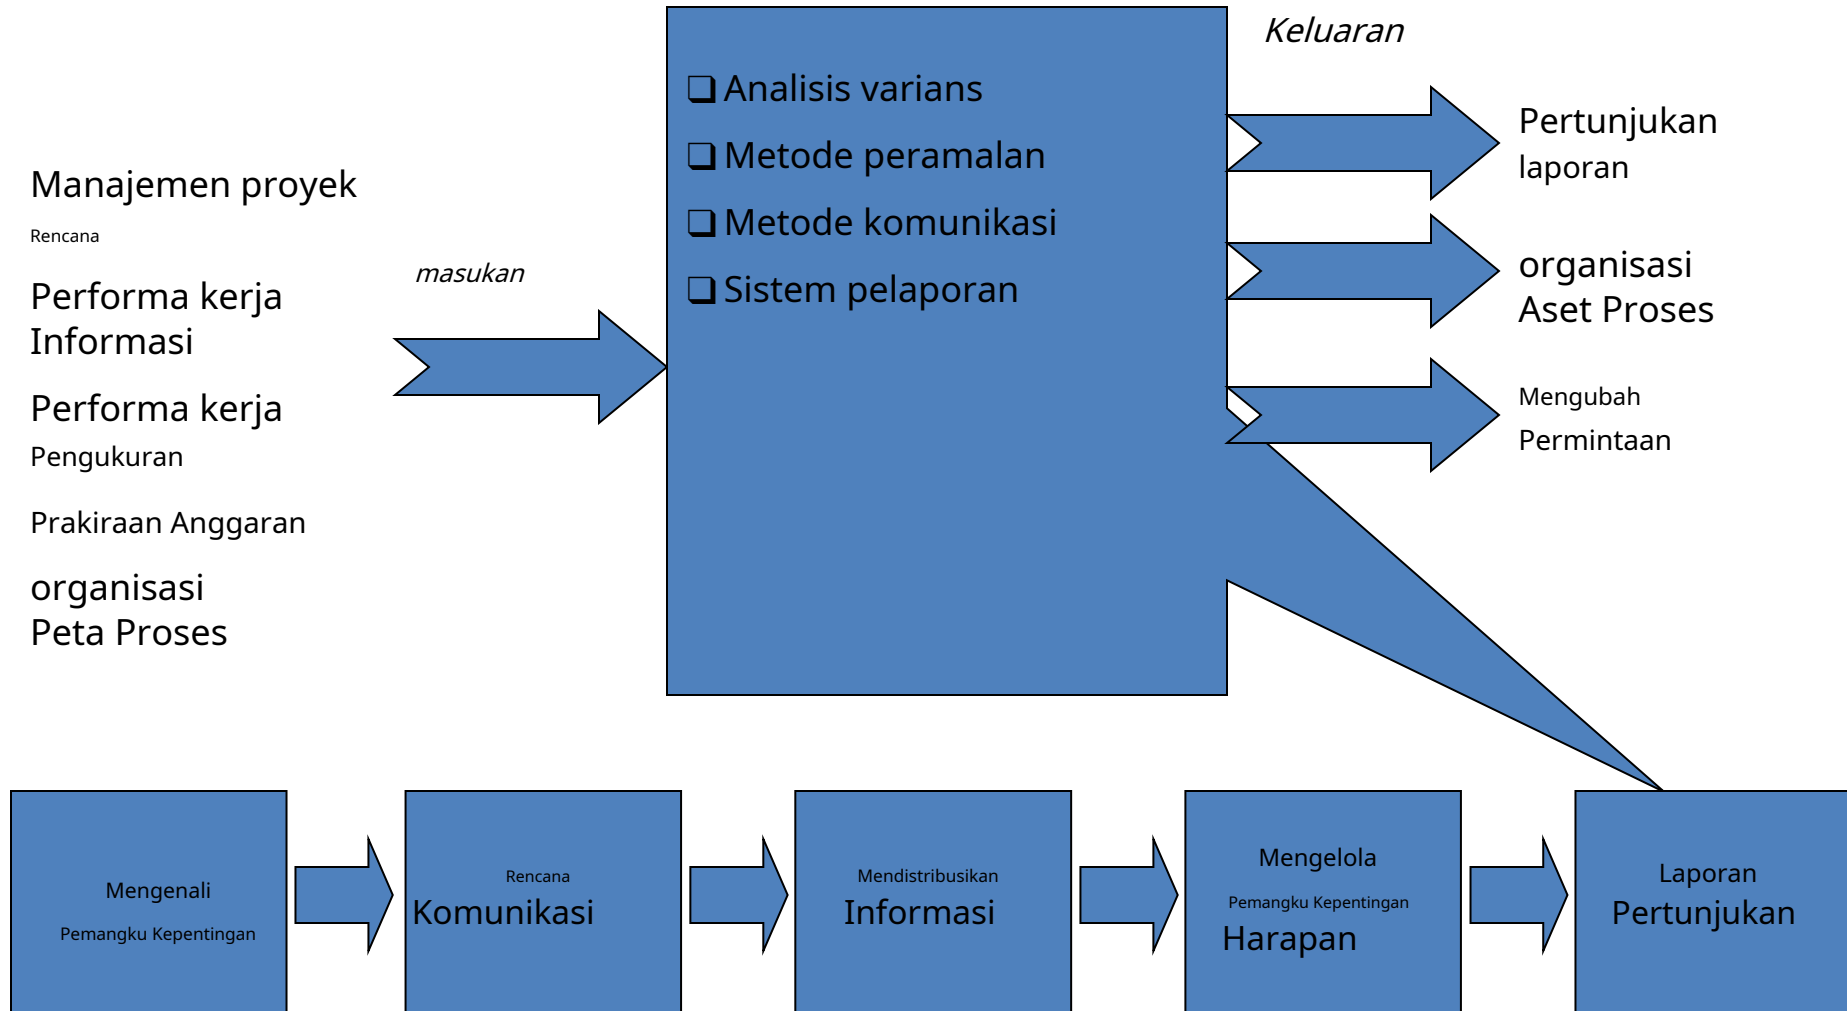 Manajemen proyek
Rencana
Performa kerja
Informasi
Performa kerja
Pengukuran
Prakiraan Anggaran
organisasi
Peta Proses
masukan
❑ Analisis varians
❑ Metode peramalan
❑ Metode komunikasi
❑ Sistem pelaporan
Keluaran
Pertunjukan
laporan
organisasi
Aset Proses
Mengubah
Permintaan
Mengenali
Pemangku Kepentingan
Rencana
Komunikasi
Mendistribusikan
Informasi
Mengelola
Pemangku Kepentingan
Harapan
Laporan
Pertunjukan